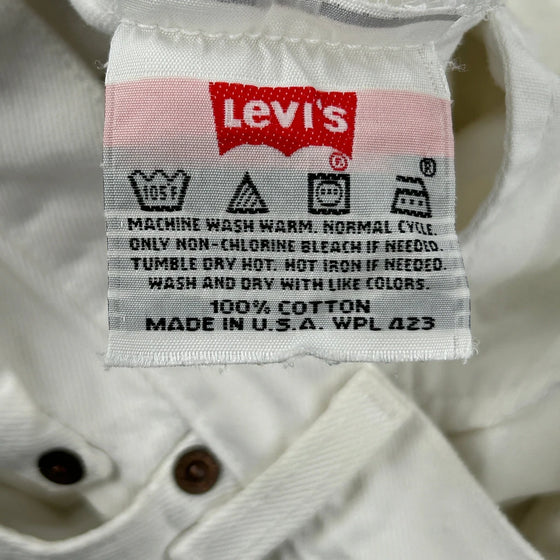 Levi's
®
®
105F
MACHINE WASH WARM. NORMAL CYCLE.
ONLY NON-CHLORINE BLEACH IF NEEDED.
TUMBLE DRY HOT. HOT IRON IF NEEDED.
WASH AND DRY WITH LIKE COLORS.
100% COTTON
MADE IN U.S.A. WPL 423